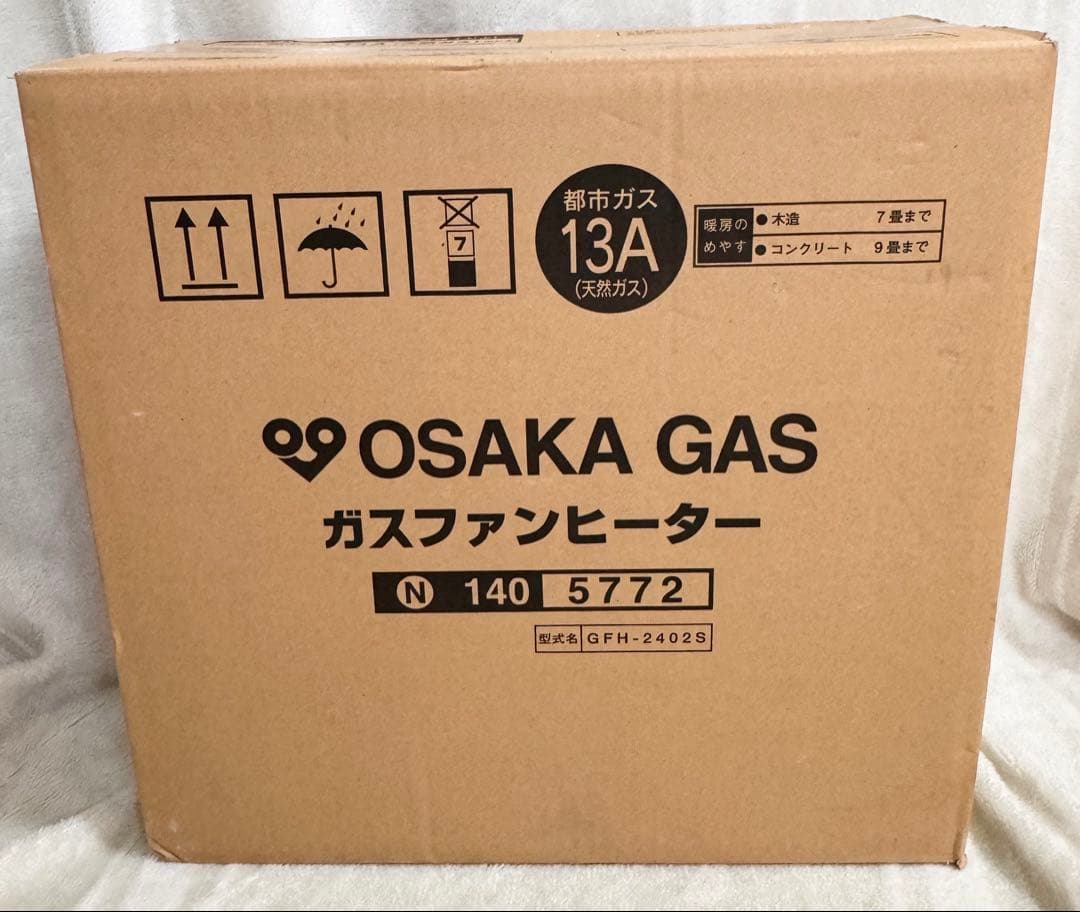 7
都市ガス
13A
(天然ガス)
暖房の
めやす
●木造 7畳まで
●コンクリート 9畳まで
OSAKA GAS
ガスファンヒーター
N 140 5772
型式名 GFH-2402S